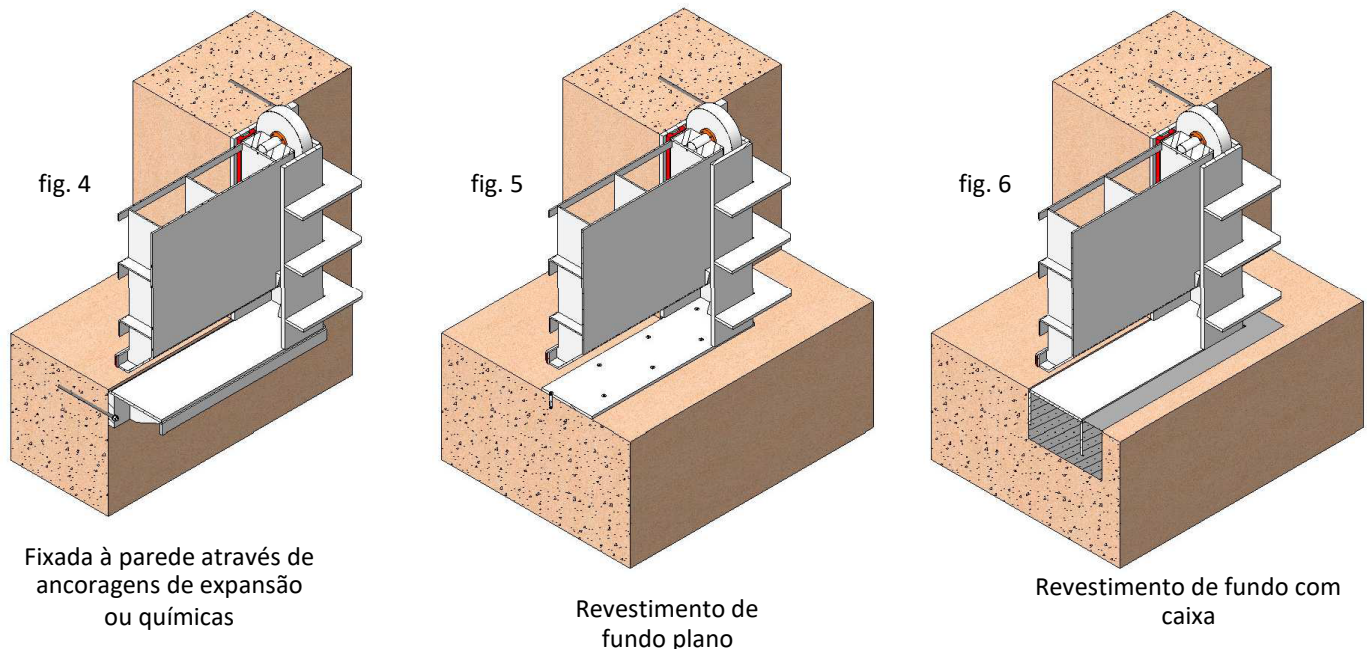 fig. 4
fig. 5
fig. 6
Fixada à parede através de
ancoragens de expansão
ou químicas
Revestimento de
fundo plano
Revestimento de fundo com
caixa